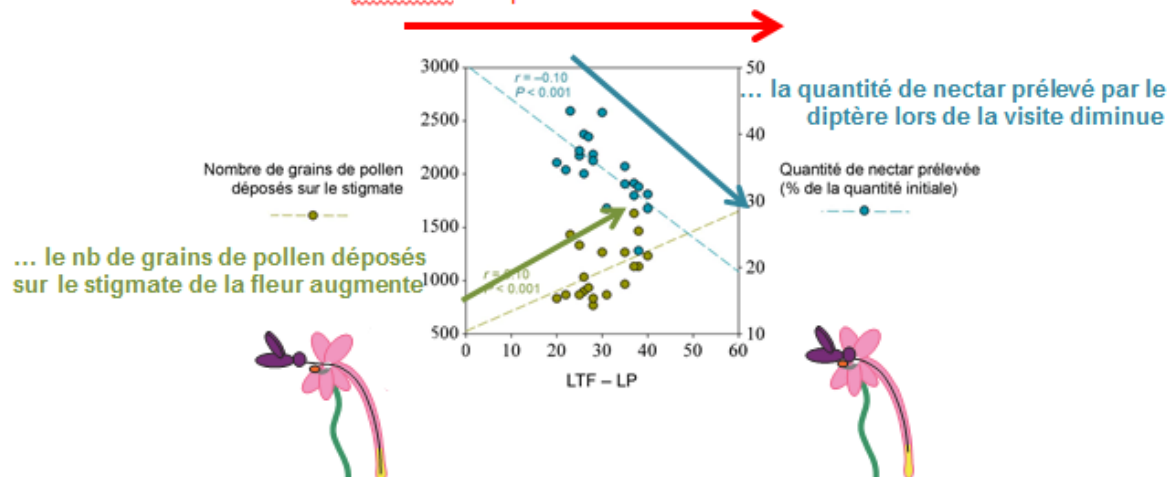 3000
2500
2000
1500
1000
500
50
40
30
20
10
0 10 20 30 40 50 60
LTF – LP
r = –0.10
P < 0.001
… la quantité de nectar prélevé par le
diptère lors de la visite diminue
Nombre de grains de pollen
déposés sur le stigmate
Quantité de nectar prélevée
(% de la quantité initiale)
… le nb de grains de pollen déposés
sur le stigmate de la fleur augmente
< 0.001